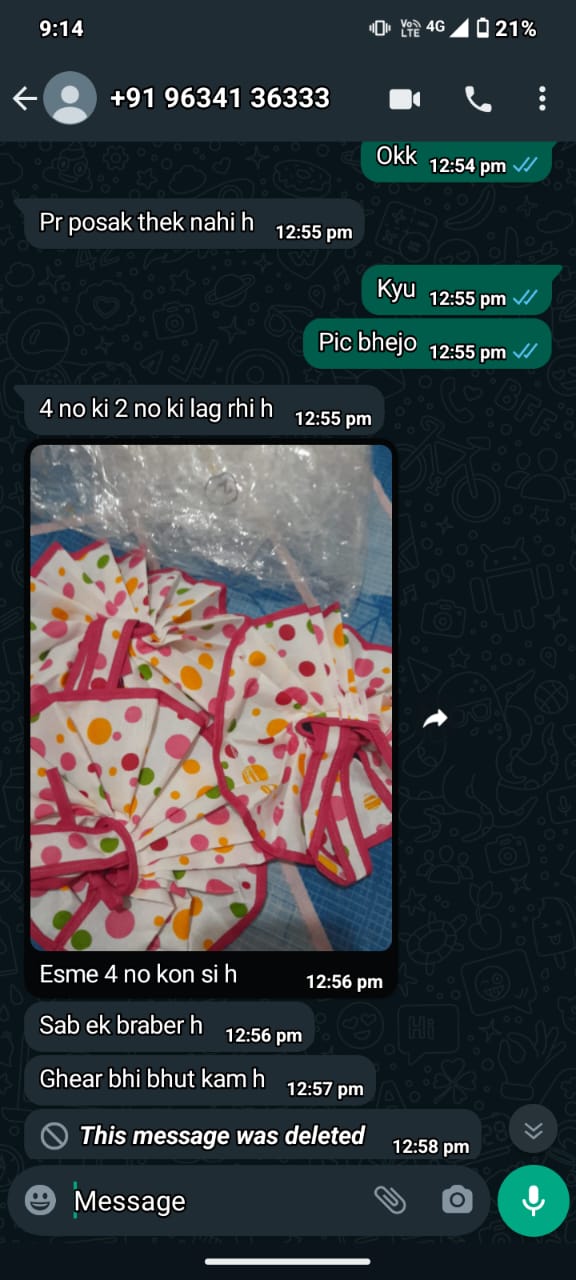 9:14 Vo) LTE 4G 21%
+91 96341 36333
Okk 12:54 pm
Pr posak thek nahi h 12:55 pm
Kyu 12:55 pm
Pic bhejo 12:55 pm
4 no ki 2 no ki lag rhi h 12:55 pm
Esme 4 no kon si h 12:56 pm
Sab ek braber h 12:56 pm
Ghear bhi bhut kam h 12:57 pm
This message was deleted 12:58 pm
Message